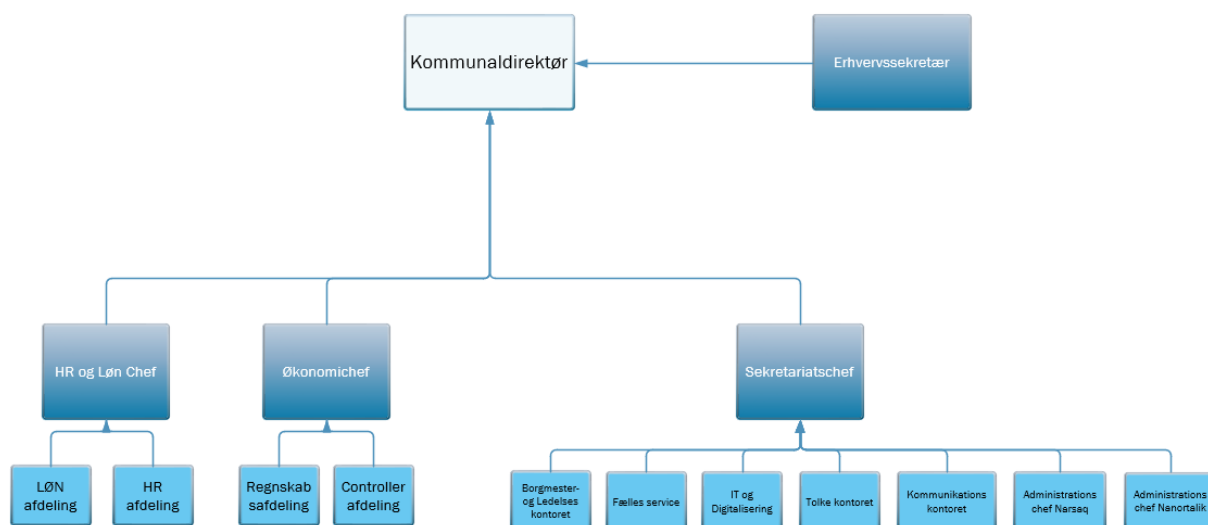 Kommunaldirektør
Erhvervssekretær
HR og Løn Chef
Økonomichef
Sekretariatschef
LØN
afdeling
HR
afdeling
Regnskab
safdeling
Controller
afdeling
Borgmester-
og Ledelses
kontoret
Fælles service
IT og
Digitalisering
Tolke kontoret
Kommunikations
kontoret
Administrations
chef Narsaq
Administrations
chef Nanortalik